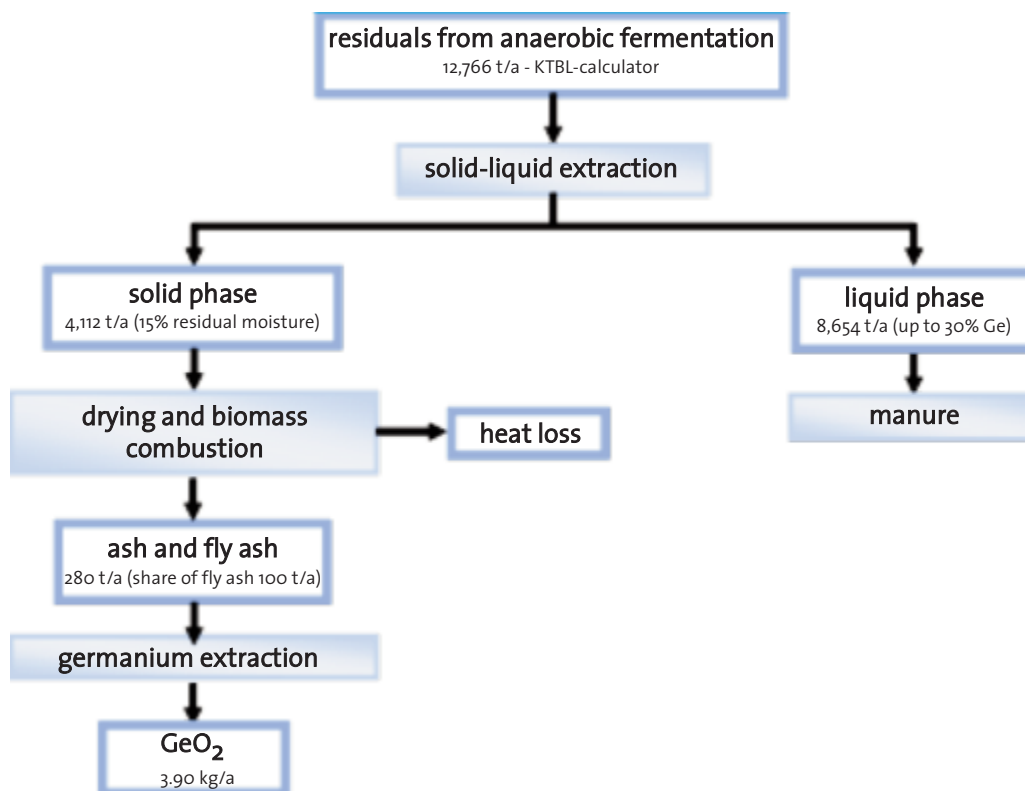 residuals from anaerobic fermentation
12,766 t/a - KTBL-calculator
solid-liquid extraction
solid phase
4,112 t/a (15% residual moisture)
liquid phase
8,654 t/a (up to 30% Ge)
drying and biomass
combustion
heat loss
manure
ash and fly ash
280 t/a (share of fly ash 100 t/a)
germanium extraction
GeO₂
3.90 kg/a